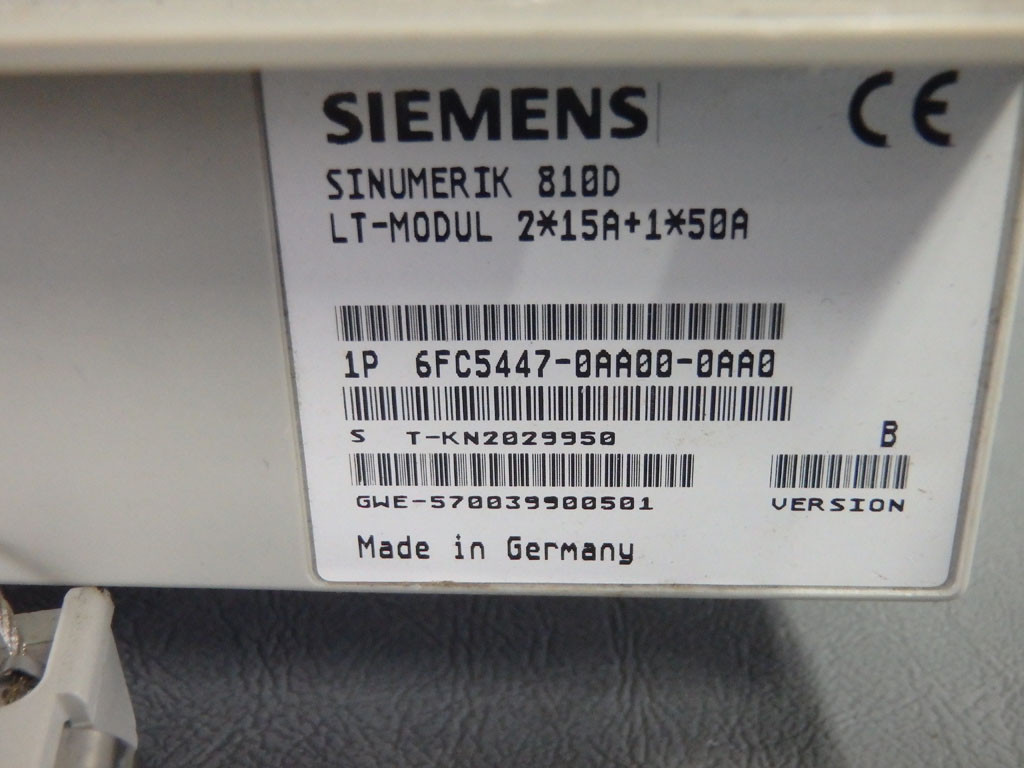 SIEMENS
CE
SINUMERIK 810D
LT-MODUL 2*15A+1*50A
1P 6FC5447-0AA00-0AA0
S T-KN2029950
B
GWE-570039900501
VERSION
Made in Germany